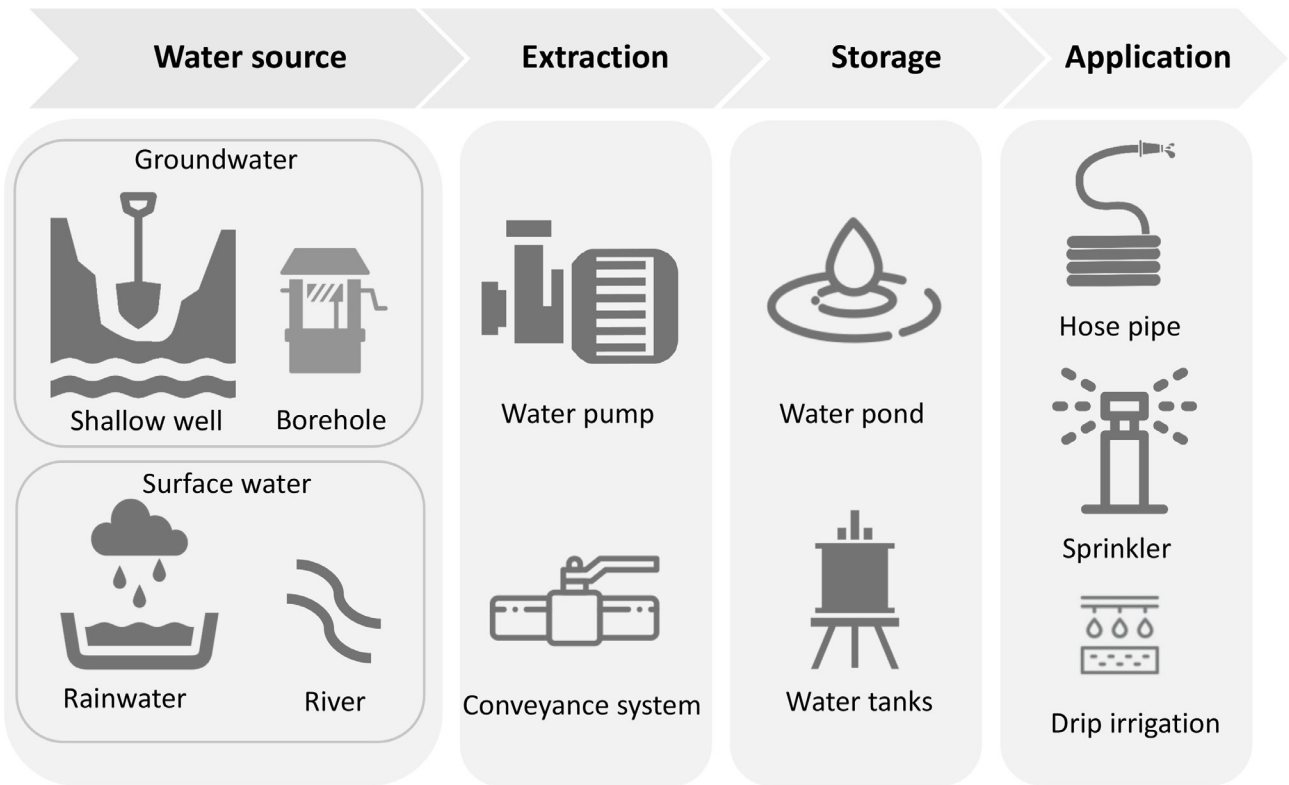 Water source
Extraction
Storage
Application
Groundwater
Shallow well
Borehole
Surface water
Rainwater
River
Water pump
Conveyance system
Water pond
Water tanks
Hose pipe
Sprinkler
Drip irrigation